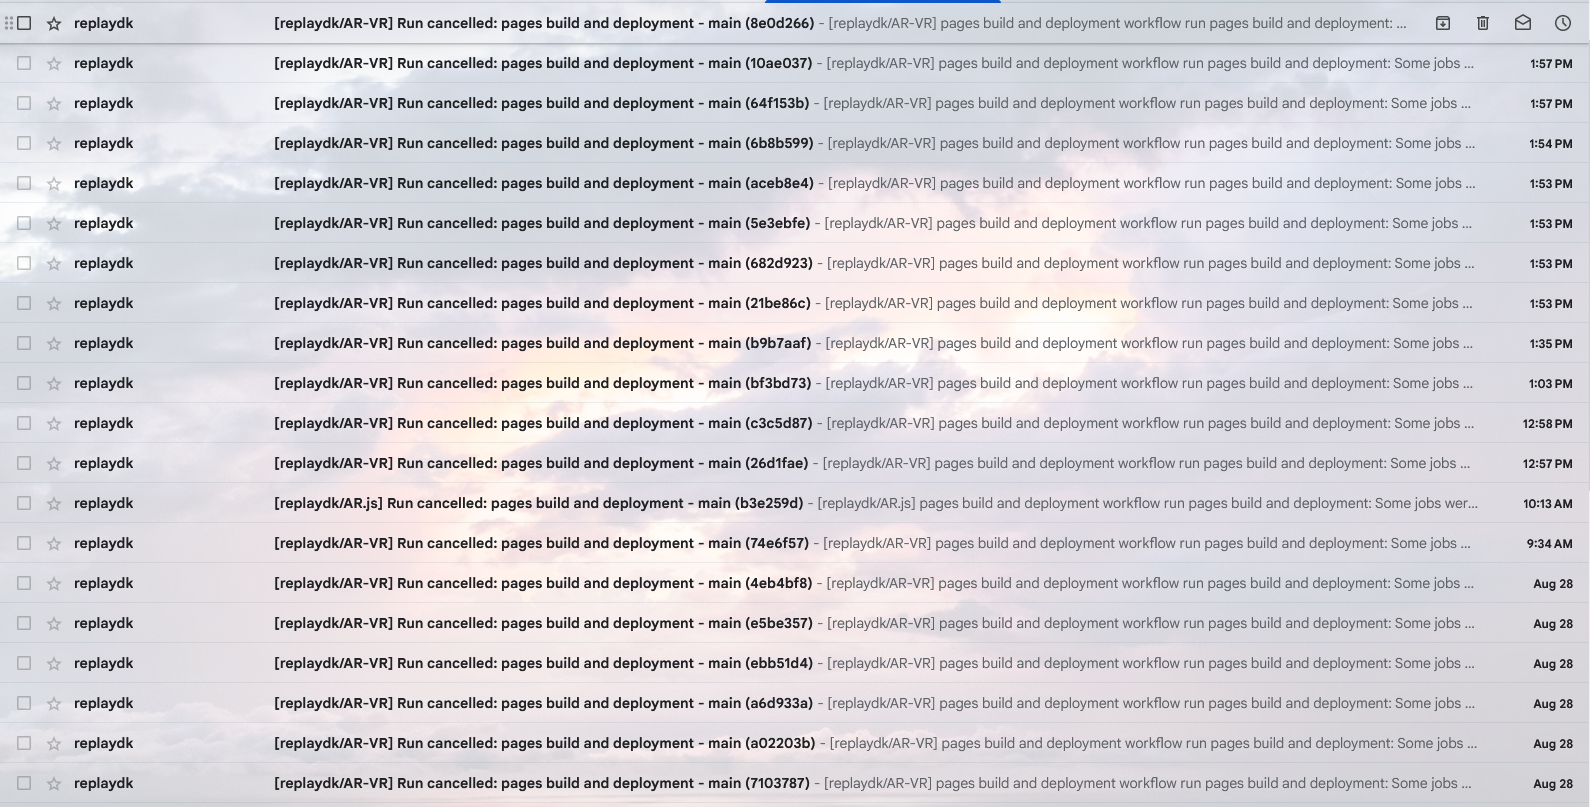 replaydk [replaydk/AR-VR] Run cancelled: pages build and deployment - main (8e0d266) - [replaydk/AR-VR] pages build and deployment workflow run pages build and deployment: ...
replaydk [replaydk/AR-VR] Run cancelled: pages build and deployment - main (10ae037) - [replaydk/AR-VR] pages build and deployment workflow run pages build and deployment: Some jobs ... 1:57 PM
replaydk [replaydk/AR-VR] Run cancelled: pages build and deployment - main (64f153b) - [replaydk/AR-VR] pages build and deployment workflow run pages build and deployment: Some jobs ... 1:57 PM
replaydk [replaydk/AR-VR] Run cancelled: pages build and deployment - main (6b8b599) - [replaydk/AR-VR] pages build and deployment workflow run pages build and deployment: Some jobs ... 1:54 PM
replaydk [replaydk/AR-VR] Run cancelled: pages build and deployment - main (aceb8e4) - [replaydk/AR-VR] pages build and deployment workflow run pages build and deployment: Some jobs ... 1:53 PM
replaydk [replaydk/AR-VR] Run cancelled: pages build and deployment - main (5e3ebfe) - [replaydk/AR-VR] pages build and deployment workflow run pages build and deployment: Some jobs ... 1:53 PM
replaydk [replaydk/AR-VR] Run cancelled: pages build and deployment - main (682d923) - [replaydk/AR-VR] pages build and deployment workflow run pages build and deployment: Some jobs ... 1:53 PM
replaydk [replaydk/AR-VR] Run cancelled: pages build and deployment - main (21be86c) - [replaydk/AR-VR] pages build and deployment workflow run pages build and deployment: Some jobs ... 1:53 PM
replaydk [replaydk/AR-VR] Run cancelled: pages build and deployment - main (b9b7aaf) - [replaydk/AR-VR] pages build and deployment workflow run pages build and deployment: Some jobs ... 1:35 PM
replaydk [replaydk/AR-VR] Run cancelled: pages build and deployment - main (bf3bd73) - [replaydk/AR-VR] pages build and deployment workflow run pages build and deployment: Some jobs ... 1:03 PM
replaydk [replaydk/AR-VR] Run cancelled: pages build and deployment - main (c3c5d87) - [replaydk/AR-VR] pages build and deployment workflow run pages build and deployment: Some jobs ... 12:58 PM
replaydk [replaydk/AR-VR] Run cancelled: pages build and deployment - main (26d1fae) - [replaydk/AR-VR] pages build and deployment workflow run pages build and deployment: Some jobs ... 12:57 PM
replaydk [replaydk/AR.js] Run cancelled: pages build and deployment - main (b3e259d) - [replaydk/AR.js] pages build and deployment workflow run pages build and deployment: Some jobs wer... 10:13 AM
replaydk [replaydk/AR-VR] Run cancelled: pages build and deployment - main (74e6f57) - [replaydk/AR-VR] pages build and deployment workflow run pages build and deployment: Some jobs ... 9:34 AM
replaydk [replaydk/AR-VR] Run cancelled: pages build and deployment - main (4eb4bf8) - [replaydk/AR-VR] pages build and deployment workflow run pages build and deployment: Some jobs ... Aug 28
replaydk [replaydk/AR-VR] Run cancelled: pages build and deployment - main (e5be357) - [replaydk/AR-VR] pages build and deployment workflow run pages build and deployment: Some jobs ... Aug 28
replaydk [replaydk/AR-VR] Run cancelled: pages build and deployment - main (ebb51d4) - [replaydk/AR-VR] pages build and deployment workflow run pages build and deployment: Some jobs ... Aug 28
replaydk [replaydk/AR-VR] Run cancelled: pages build and deployment - main (a6d933a) - [replaydk/AR-VR] pages build and deployment workflow run pages build and deployment: Some jobs ... Aug 28
replaydk [replaydk/AR-VR] Run cancelled: pages build and deployment - main (a02203b) - [replaydk/AR-VR] pages build and deployment workflow run pages build and deployment: Some jobs ... Aug 28
replaydk [replaydk/AR-VR] Run cancelled: pages build and deployment - main (7103787) - [replaydk/AR-VR] pages build and deployment workflow run pages build and deployment: Some jobs ... Aug 28